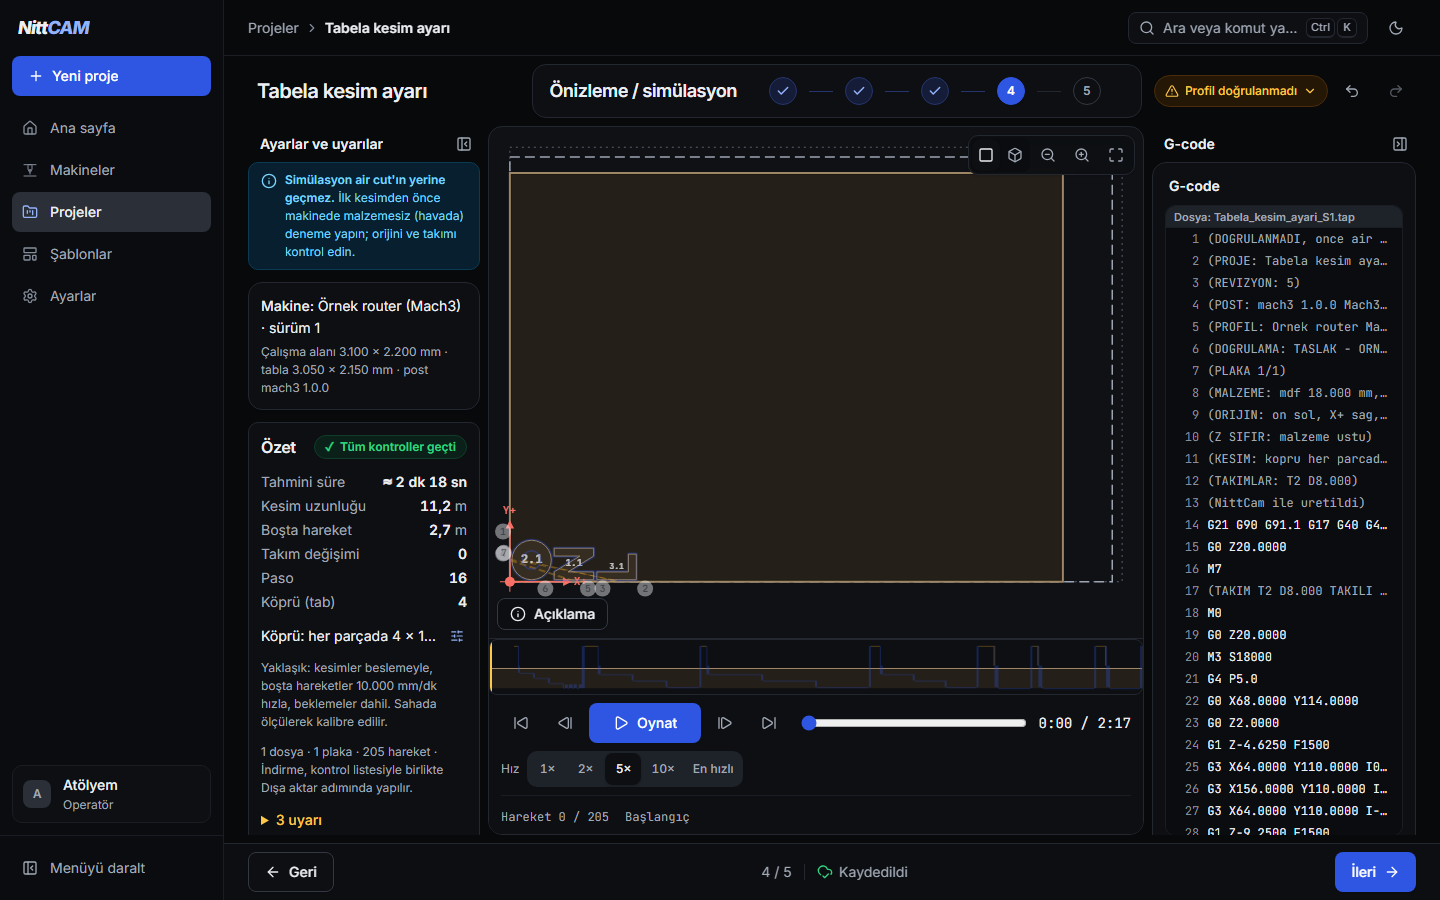 NittCAM
Yeni proje
Ana sayfa
Makineler
Projeler
Şablonlar
Ayarlar
A
Atölyem
Operatör
Menüyü daralt
Projeler
Tabela kesim ayarı
Ara veya komut ya...
Ctrl
K
Tabela kesim ayarı
Önizleme / simülasyon
4
5
Profil doğrulanmadı
Ayarlar ve uyarılar
Simülasyon air cut'ın yerine
geçmez. İlk kesimden önce
makinede malzemesiz (havada)
deneme yapın; orijini ve takımı
kontrol edin.
Makine: Örnek router (Mach3)
· sürüm 1
Çalışma alanı 3.100 × 2.200 mm ·
tabla 3.050 × 2.150 mm · post
mach3 1.0.0
Özet
✓ Tüm kontroller geçti
Tahmini süre ≈ 2 dk 18 sn
Kesim uzunluğu 11,2 m
Boşta hareket 2,7 m
Takım değişimi 0
Paso 16
Köprü (tab) 4
Köprü: her parçada 4 × 1...
Yaklaşık: kesimler beslemeyle,
boşta hareketler 10.000 mm/dk
hızla, beklemeler dahil. Sahada
ölçülerek kalibre edilir.
1 dosya · 1 plaka · 205 hareket ·
İndirme, kontrol listesiyle birlikte
Dışa aktar adımında yapılır.
3 uyarı
Y+
1
7
2.1
1.1
3.1
X+
6
5
3
2
Açıklama
Oynat
0:00 / 2:17
Hız
1×
2×
5×
10×
En hızlı
Hareket 0 / 205
Başlangıç
G-code
G-code
Dosya: Tabela_kesim_ayari_S1.tap
1 (DOGRULANMADI, once air …
2 (PROJE: Tabela kesim aya…
3 (REVIZYON: 5)
4 (POST: mach3 1.0.0 Mach3…
5 (PROFIL: Ornek router Ma…
6 (DOGRULAMA: TASLAK - ORN…
7 (PLAKA 1/1)
8 (MALZEME: mdf 18.000 mm,…
9 (ORIJIN: on sol, X+ sag,…
10 (Z SIFIR: malzeme ustu)
11 (KESIM: kopru her parcad…
12 (TAKIMLAR: T2 D8.000)
13 (NittCam ile uretildi)
14 G21 G90 G91.1 G17 G40 G4…
15 G0 Z20.0000
16 M7
17 (TAKIM T2 D8.000 TAKILI …
18 M0
19 G0 Z20.0000
20 M3 S18000
21 G4 P5.0
22 G0 X68.0000 Y114.0000
23 G0 Z2.0000
24 G1 Z-4.6250 F1500
25 G3 X64.0000 Y110.0000 I0…
26 G3 X156.0000 Y110.0000 I…
27 G3 X64.0000 Y110.0000 I-…
28 G1 Z-9.2500 F1500
Geri
4 / 5
Kaydedildi
İleri